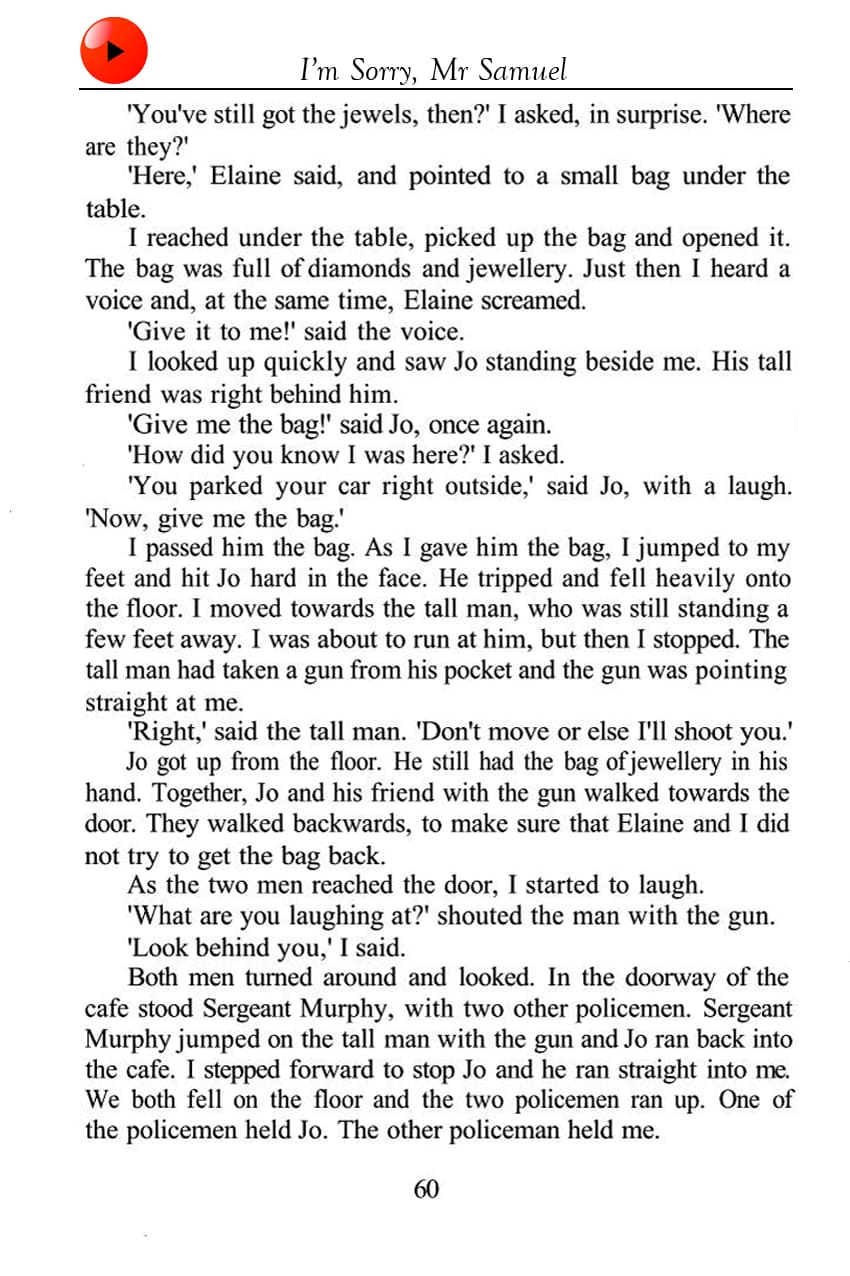 I'm Sorry, Mr Samuel
'You've still got the jewels, then?' I asked, in surprise. 'Where
are they?'
'Here,' Elaine said, and pointed to a small bag under the
table.
I reached under the table, picked up the bag and opened it.
The bag was full of diamonds and jewellery. Just then I heard a
voice and, at the same time, Elaine screamed.
'Give it to me!' said the voice.
I looked up quickly and saw Jo standing beside me. His tall
friend was right behind him.
'Give me the bag!' said Jo, once again.
'How did you know I was here?' I asked.
'You parked your car right outside,' said Jo, with a laugh.
'Now, give me the bag.'
I passed him the bag. As I gave him the bag, I jumped to my
feet and hit Jo hard in the face. He tripped and fell heavily onto
the floor. I moved towards the tall man, who was still standing a
few feet away. I was about to run at him, but then I stopped. The
tall man had taken a gun from his pocket and the gun was pointing
straight at me.
'Right,' said the tall man. 'Don't move or else I'll shoot you.'
Jo got up from the floor. He still had the bag of jewellery in his
hand. Together, Jo and his friend with the gun walked towards the
door. They walked backwards, to make sure that Elaine and I did
not try to get the bag back.
As the two men reached the door, I started to laugh.
'What are you laughing at?' shouted the man with the gun.
'Look behind you,' I said.
Both men turned around and looked. In the doorway of the
cafe stood Sergeant Murphy, with two other policemen. Sergeant
Murphy jumped on the tall man with the gun and Jo ran back into
the cafe. I stepped forward to stop Jo and he ran straight into me.
We both fell on the floor and the two policemen ran up. One of
the policemen held Jo. The other policeman held me.
60